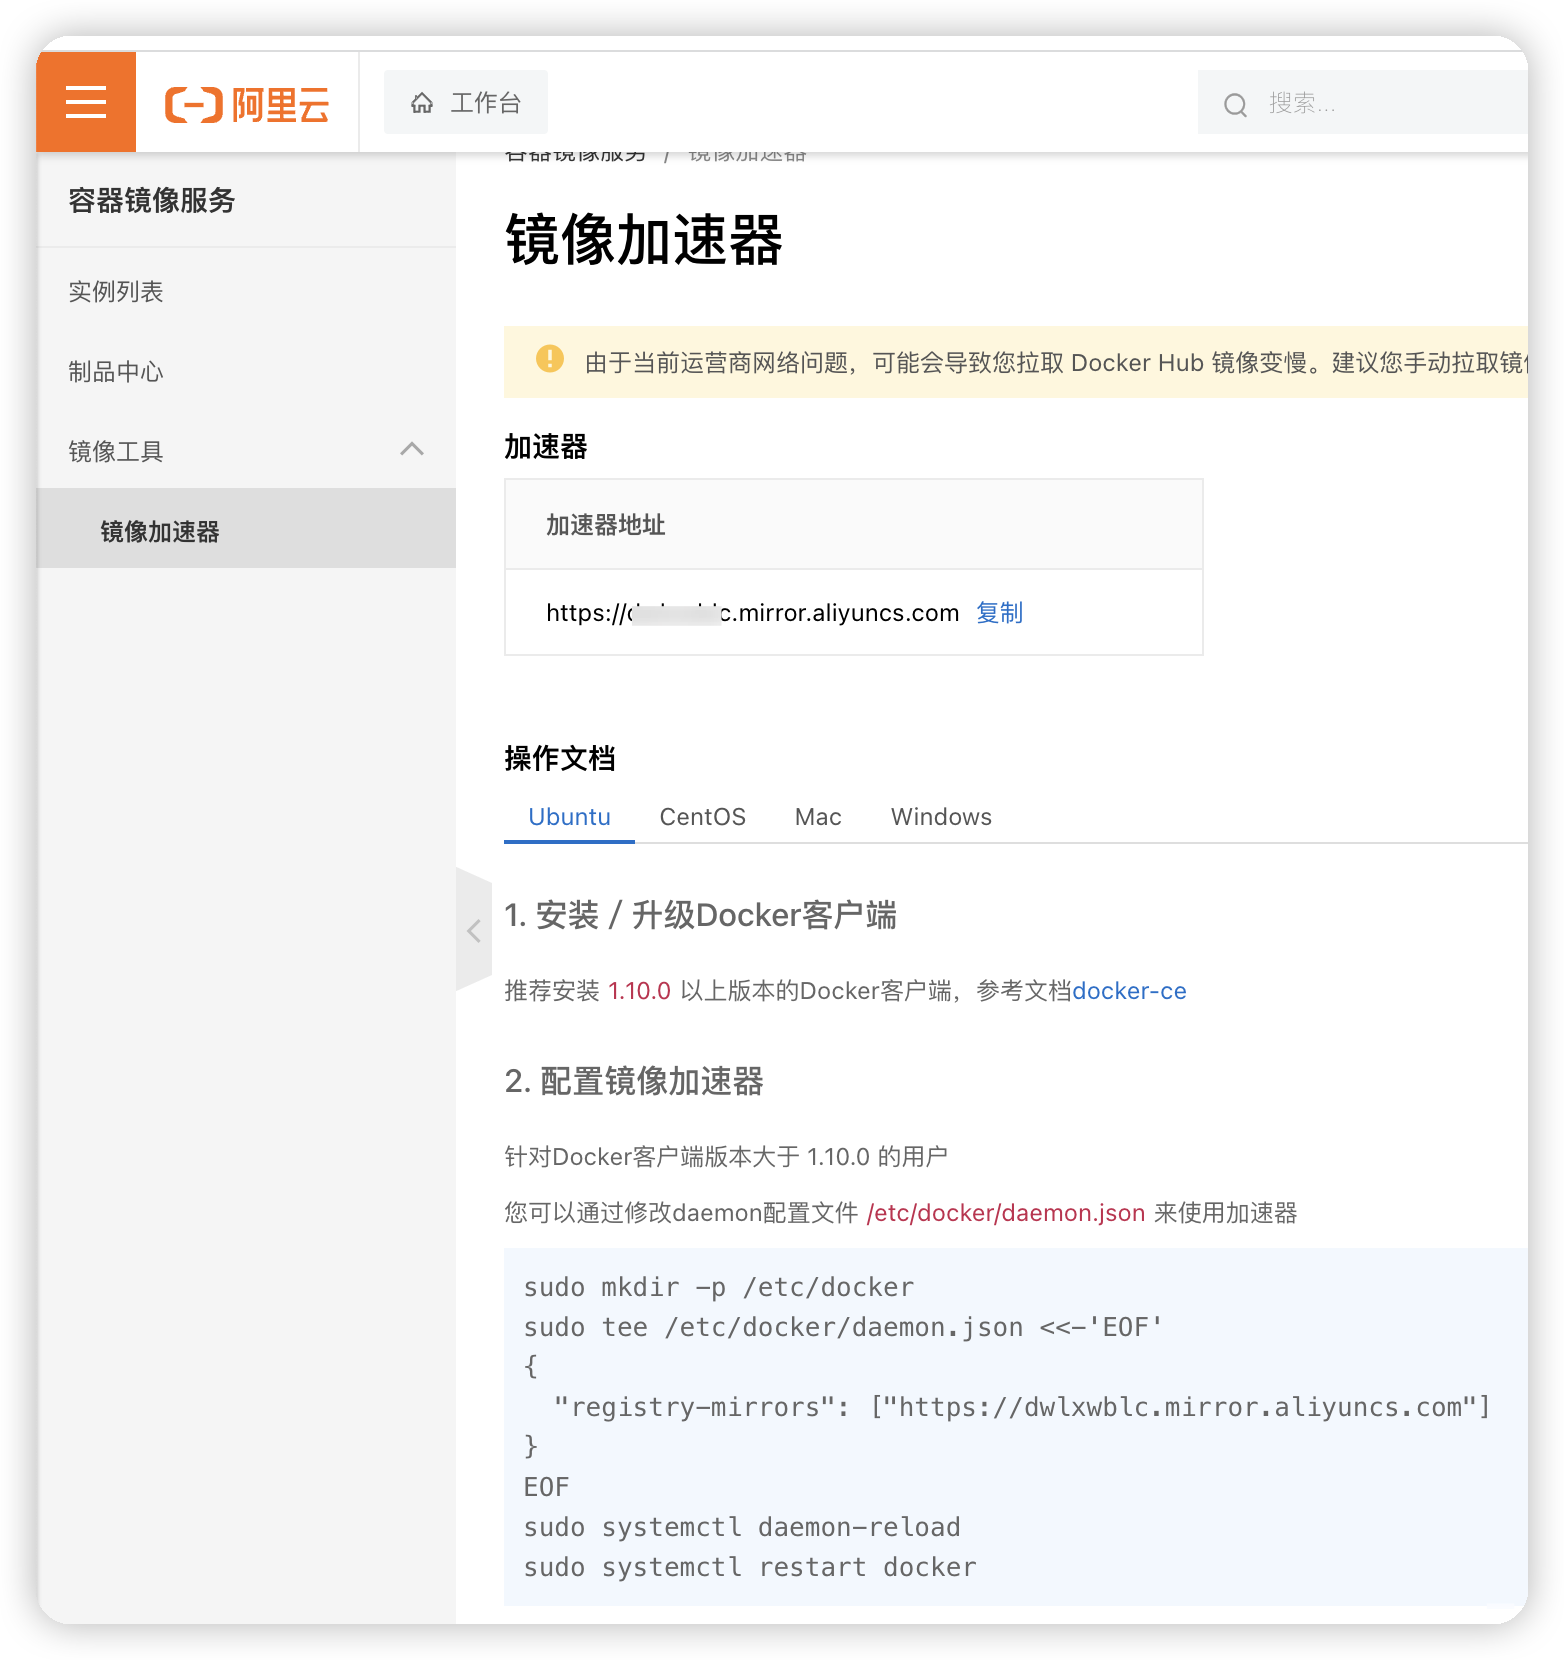 阿里云
工作台
搜索...
容器镜像服务 / 镜像加速器
容器镜像服务
实例列表
制品中心
镜像工具
镜像加速器
镜像加速器
由于当前运营商网络问题，可能会导致您拉取 Docker Hub 镜像变慢。建议您手动拉取镜像
加速器
加速器地址
https://d c.mirror.aliyuncs.com 复制
操作文档
Ubuntu CentOS Mac Windows
1. 安装 / 升级Docker客户端
推荐安装 1.10.0 以上版本的Docker客户端，参考文档docker-ce
2. 配置镜像加速器
针对Docker客户端版本大于 1.10.0 的用户
您可以通过修改daemon配置文件 /etc/docker/daemon.json 来使用加速器
sudo mkdir -p /etc/docker
sudo tee /etc/docker/daemon.json <<-'EOF'
{
  "registry-mirrors": ["https://dwlxwblc.mirror.aliyuncs.com"]
}
EOF
sudo systemctl daemon-reload
sudo systemctl restart docker